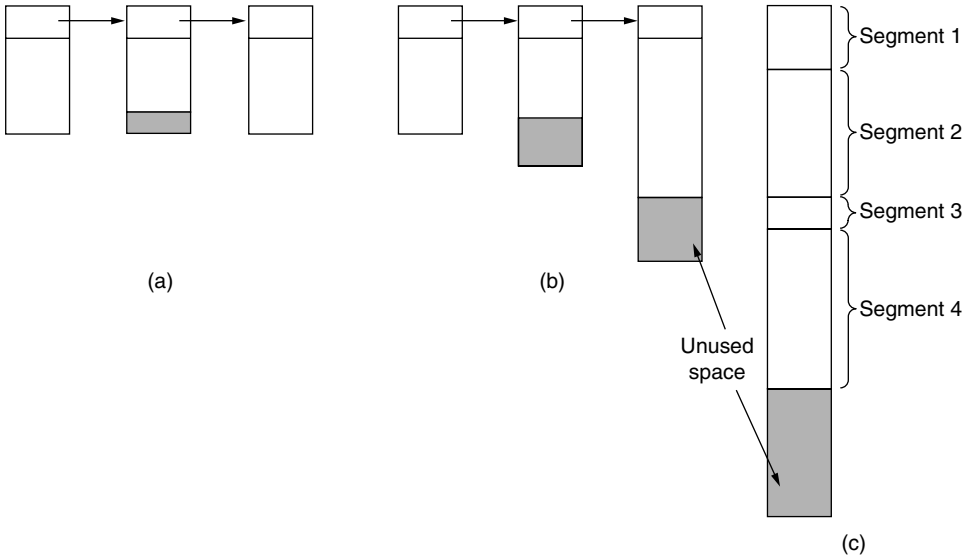 Segment 1
Segment 2
Segment 3
(a)
(b)
Segment 4
Unused
space
(c)